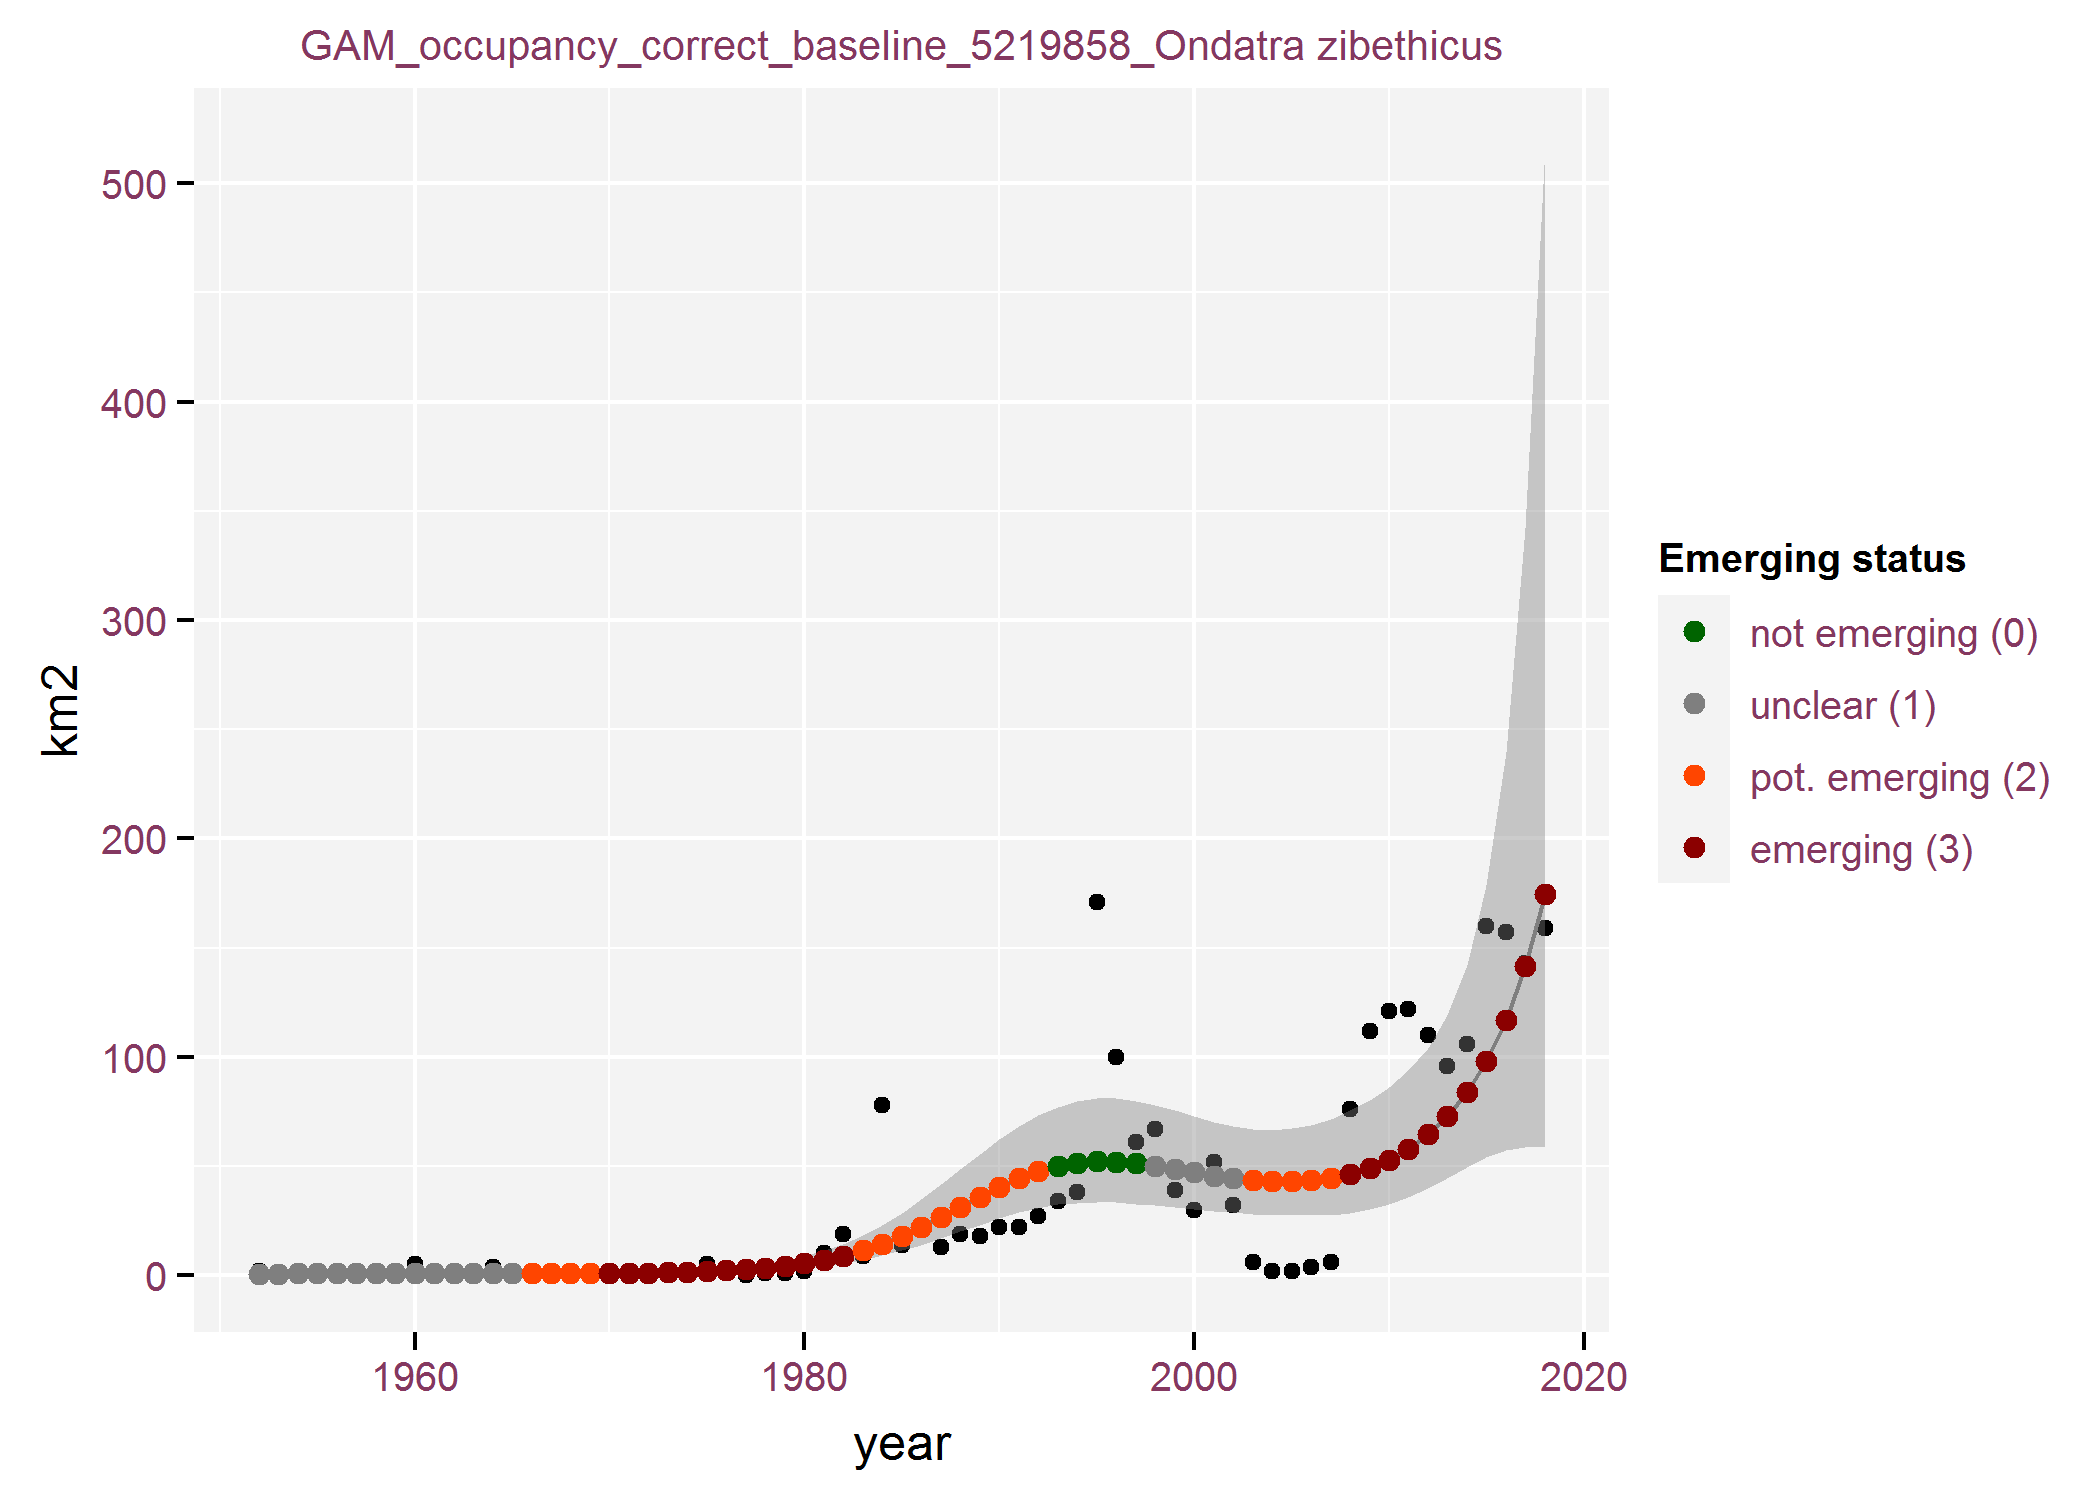 GAM_occupancy_correct_baseline_5219858_Ondatra zibethicus
500
400
300
200
100
0
km2
1960 1980 2000 2020
year
Emerging status
not emerging (0)
unclear (1)
pot. emerging (2)
emerging (3)